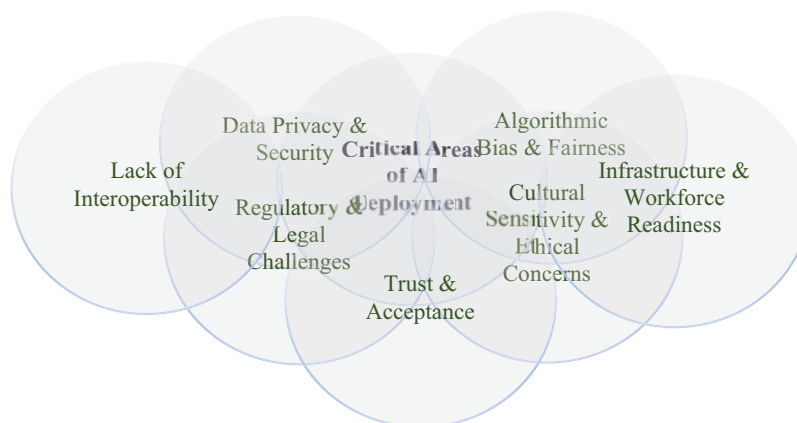 Data Privacy &
Security
Critical Areas
of AI
Deployment
Algorithmic
Bias & Fairness
Lack of
Interoperability
Infrastructure &
Workforce
Readiness
Regulatory &
Legal
Challenges
Cultural
Sensitivity &
Ethical
Concerns
Trust &
Acceptance